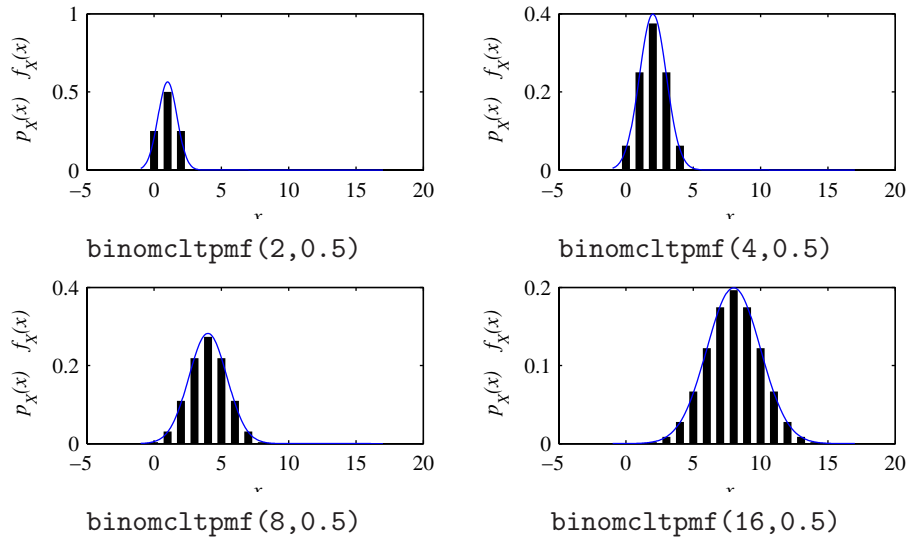 1
0.5
0
p_X(x) f_X(x)
−5 0 5 10 15 20
x
binomcltpmf(2,0.5)
0.4
0.2
0
p_X(x) f_X(x)
−5 0 5 10 15 20
x
binomcltpmf(4,0.5)
0.4
0.2
0
p_X(x) f_X(x)
−5 0 5 10 15 20
x
binomcltpmf(8,0.5)
0.2
0.1
0
p_X(x) f_X(x)
−5 0 5 10 15 20
x
binomcltpmf(16,0.5)